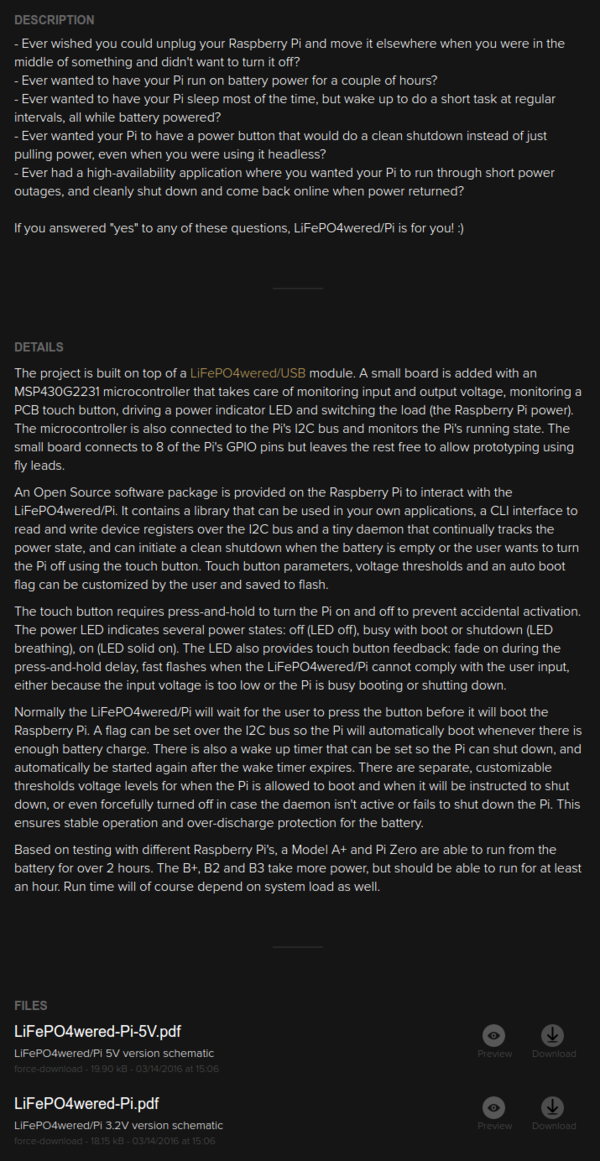 DESCRIPTION
- Ever wished you could unplug your Raspberry Pi and move it elsewhere when you were in the
middle of something and didn't want to turn it off?
- Ever wanted to have your Pi run on battery power for a couple of hours?
- Ever wanted to have your Pi sleep most of the time, but wake up to do a short task at regular
intervals, all while battery powered?
- Ever wanted your Pi to have a power button that would do a clean shutdown instead of just
pulling power, even when you were using it headless?
- Ever had a high-availability application where you wanted your Pi to run through short power
outages, and cleanly shut down and come back online when power returned?
If you answered "yes" to any of these questions, LiFePO4wered/Pi is for you! :)
DETAILS
The project is built on top of a LiFePO4wered/USB module. A small board is added with an
MSP430G2231 microcontroller that takes care of monitoring input and output voltage, monitoring a
PCB touch button, driving a power indicator LED and switching the load (the Raspberry Pi power).
The microcontroller is also connected to the Pi's I2C bus and monitors the Pi's running state. The
small board connects to 8 of the Pi's GPIO pins but leaves the rest free to allow prototyping using
fly leads.
An Open Source software package is provided on the Raspberry Pi to interact with the
LiFePO4wered/Pi. It contains a library that can be used in your own applications, a CLI interface to
read and write device registers over the I2C bus and a tiny daemon that continually tracks the
power state, and can initiate a clean shutdown when the battery is empty or the user wants to turn
the Pi off using the touch button. Touch button parameters, voltage thresholds and an auto boot
flag can be customized by the user and saved to flash.
The touch button requires press-and-hold to turn the Pi on and off to prevent accidental activation.
The power LED indicates several power states: off (LED off), busy with boot or shutdown (LED
breathing), on (LED solid on). The LED also provides touch button feedback: fade on during the
press-and-hold delay, fast flashes when the LiFePO4wered/Pi cannot comply with the user input,
either because the input voltage is too low or the Pi is busy booting or shutting down.
Normally the LiFePO4wered/Pi will wait for the user to press the button before it will boot the
Raspberry Pi. A flag can be set over the I2C bus so the Pi will automatically boot whenever there is
enough battery charge. There is also a wake up timer that can be set so the Pi can shut down, and
automatically be started again after the wake timer expires. There are separate, customizable
thresholds voltage levels for when the Pi is allowed to boot and when it will be instructed to shut
down, or even forcefully turned off in case the daemon isn't active or fails to shut down the Pi. This
ensures stable operation and over-discharge protection for the battery.
Based on testing with different Raspberry Pi's, a Model A+ and Pi Zero are able to run from the
battery for over 2 hours. The B+, B2 and B3 take more power, but should be able to run for at least
an hour. Run time will of course depend on system load as well.
FILES
LiFePO4wered-Pi-5V.pdf
LiFePO4wered/Pi 5V version schematic
force-download - 19.90 kB - 03/14/2016 at 15:06
Preview Download
LiFePO4wered-Pi.pdf
LiFePO4wered/Pi 3.2V version schematic
force-download - 18.15 kB - 03/14/2016 at 15:06
Preview Download